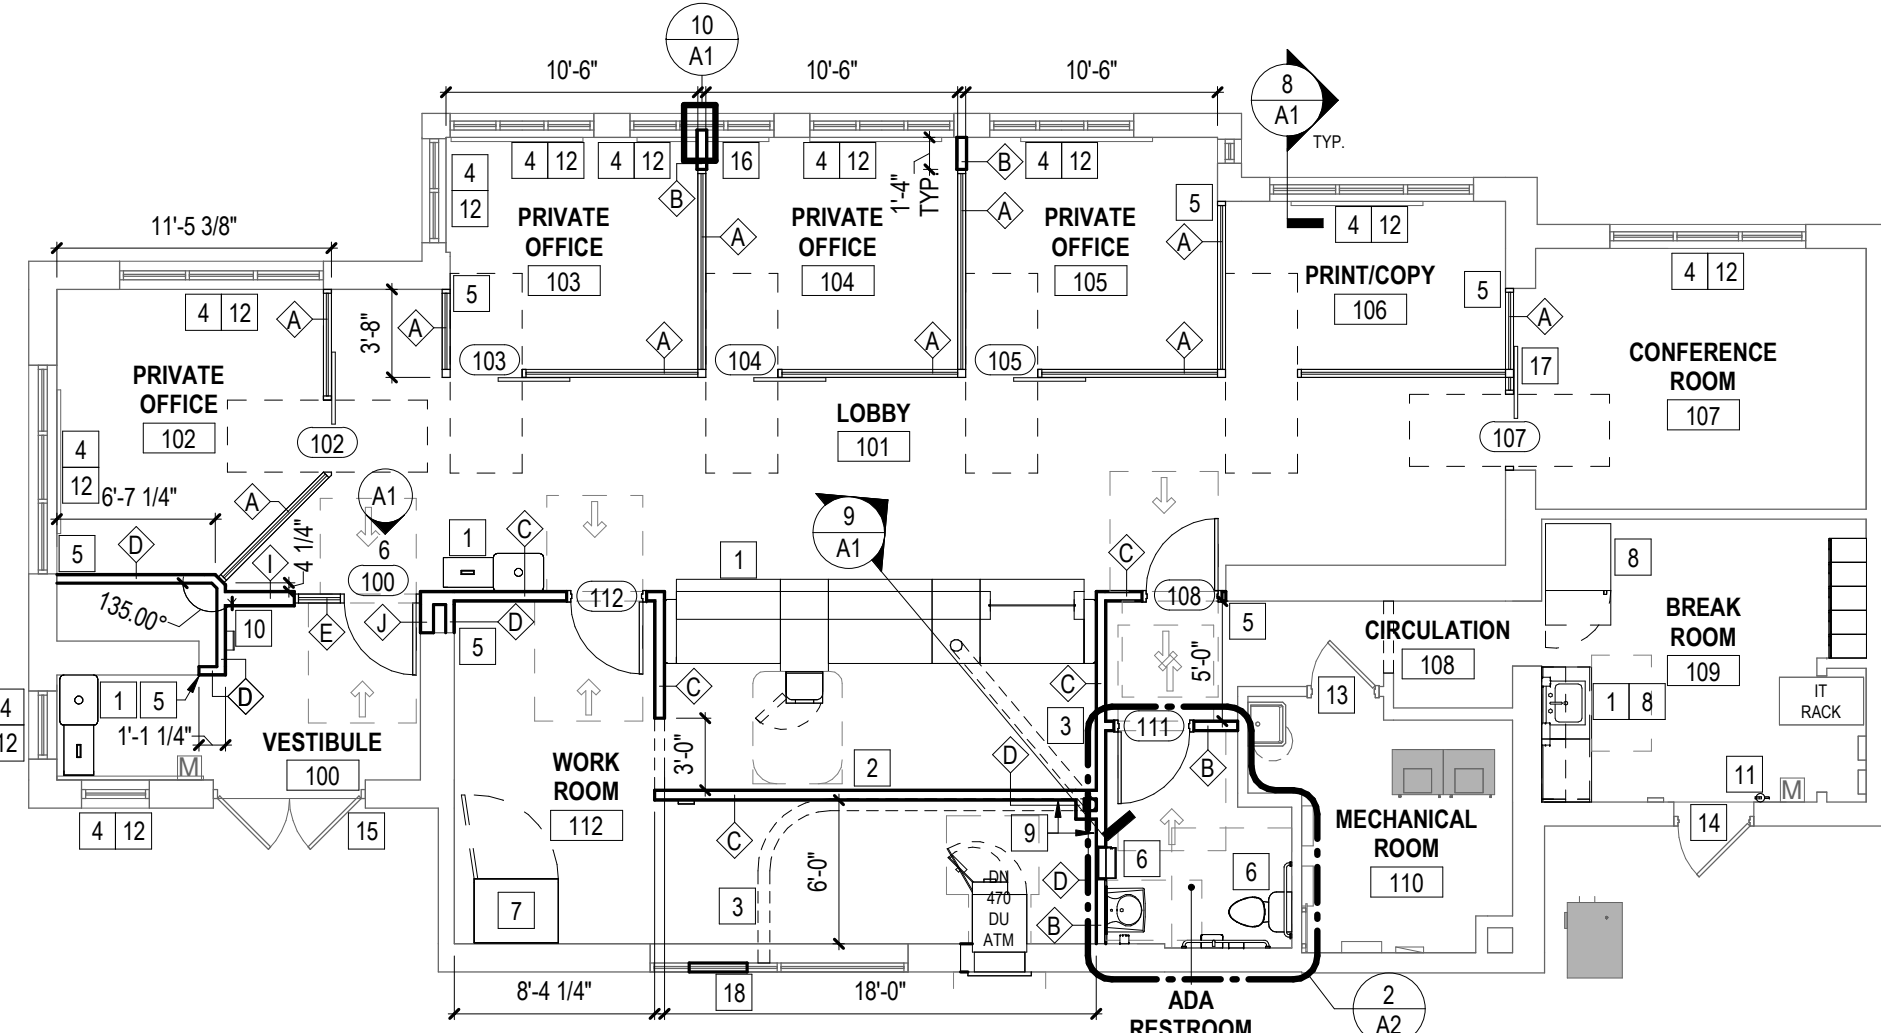 10
A1
10'-6"
10'-6"
10'-6"
8
A1
TYP.
4 12
4 12
16
4 12
B
4 12
4
12
B
1'-4"
TYP.
5
PRIVATE
OFFICE
103
PRIVATE
OFFICE
104
PRIVATE
OFFICE
105
A
A
A
4 12
11'-5 3/8"
PRINT/COPY
106
5
4 12
4 12
A
3'-8"
A
5
A
CONFERENCE
ROOM
107
103
A
104
A
105
A
17
PRIVATE
OFFICE
102
LOBBY
101
102
107
4
12
6'-7 1/4"
A
A1
6
100
4 1/4"
5
D
I
1
C
9
A1
1
C
8
135.00°
10
E
J
D
112
5
108
5
CIRCULATION
108
BREAK
ROOM
109
5'-0"
4
12
1 5
D
1'-1 1/4"
VESTIBULE
100
M
C
C
3
111
13
1 8
IT
RACK
WORK
ROOM
112
3'-0"
2
D
B
11
M
4 12
15
C
9
MECHANICAL
ROOM
110
14
6'-0"
6
6
D
DN
470
DU
ATM
7
3
B
8'-4 1/4"
18
18'-0"
ADA
RESTROOM
2
A2